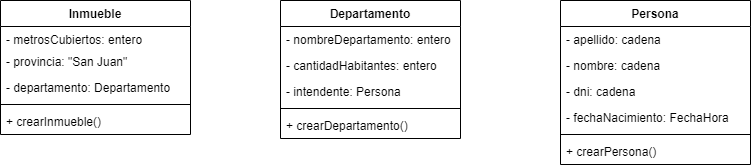 Inmueble
- metrosCubiertos: entero
- provincia: "San Juan"
- departamento: Departamento
+ crearInmueble()
Departamento
- nombreDepartamento: entero
- cantidadHabitantes: entero
- intendente: Persona
+ crearDepartamento()
Persona
- apellido: cadena
- nombre: cadena
- dni: cadena
- fechaNacimiento: FechaHora
+ crearPersona()